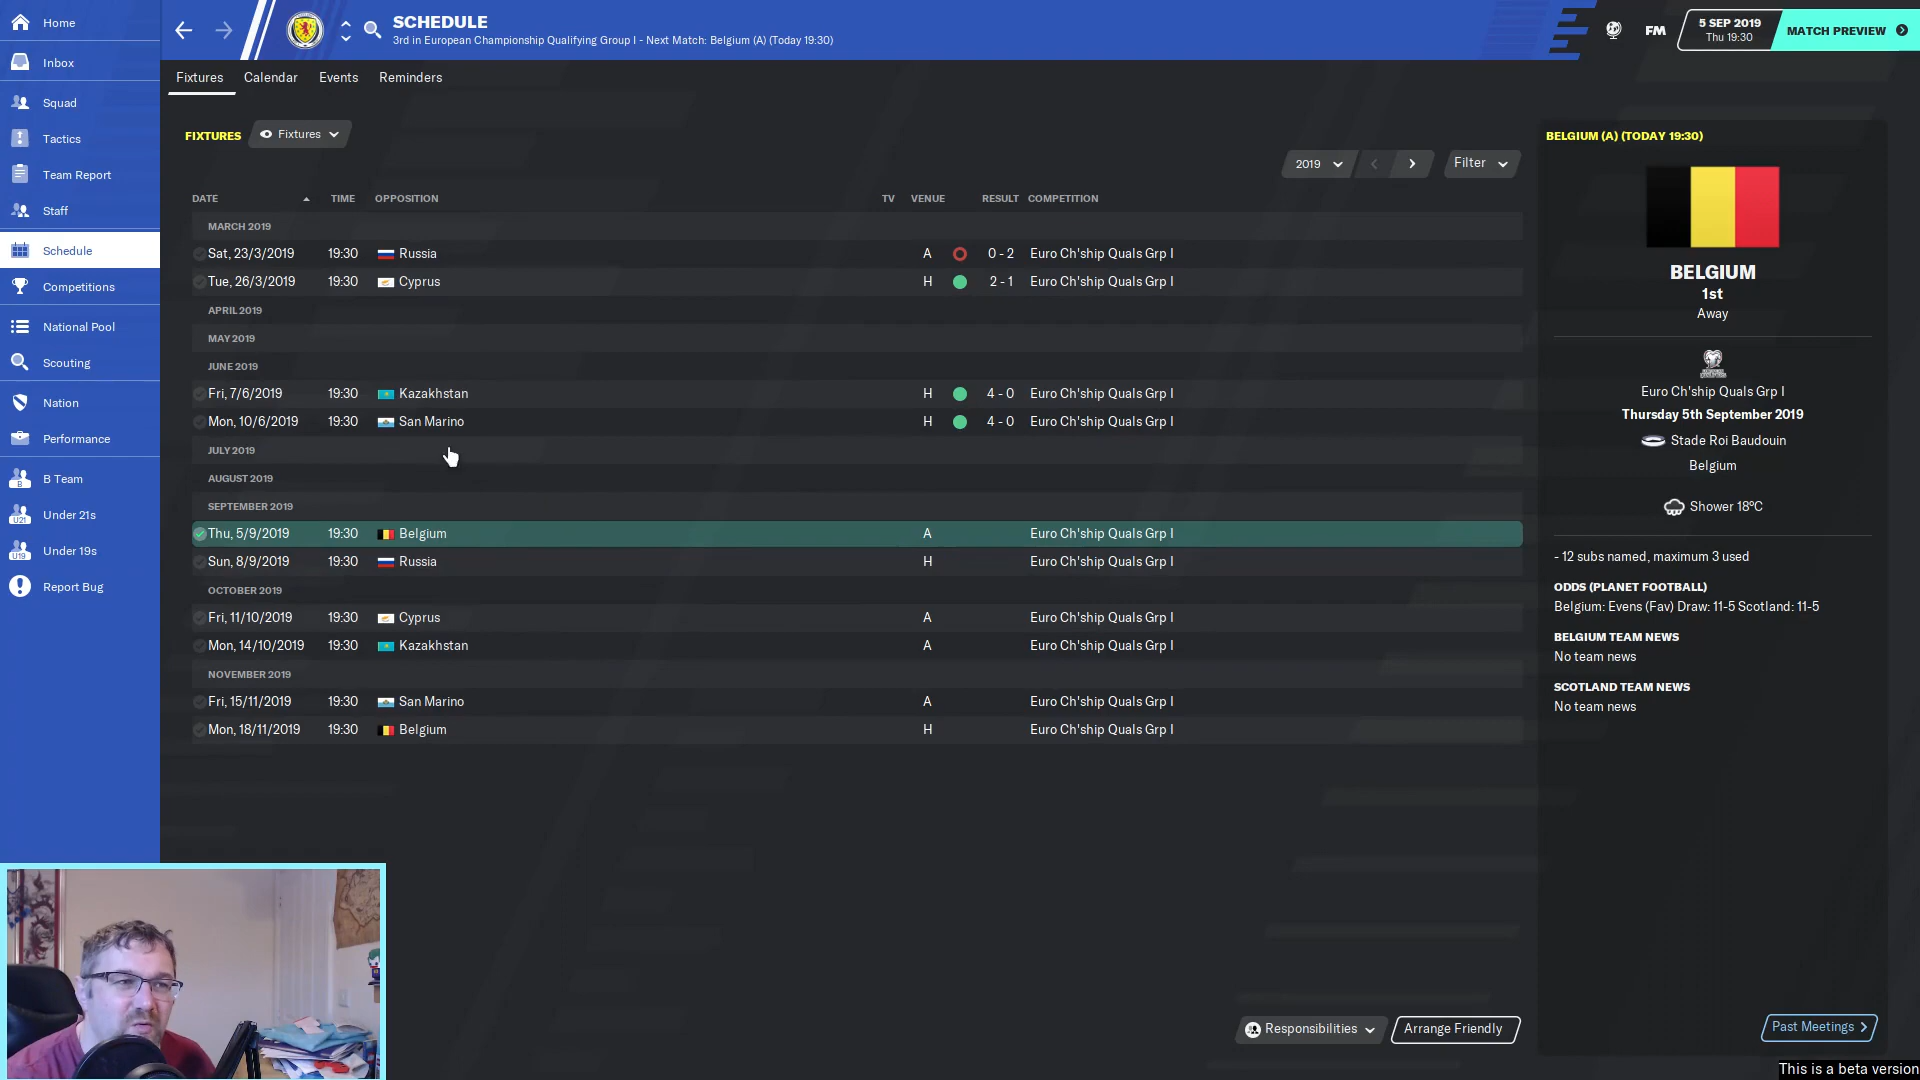 Home
Inbox
Squad
Tactics
Team Report
Staff
Schedule
Competitions
National Pool
Scouting
Nation
Performance
B
B Team
U21
Under 21s
U19
Under 19s
Report Bug
SCHEDULE
3rd in European Championship Qualifying Group I - Next Match: Belgium (A) (Today 19:30)
FM
5 SEP 2019
Thu 19:30
MATCH PREVIEW
Fixtures Calendar Events Reminders
FIXTURES Fixtures
2019 Filter
DATE TIME OPPOSITION TV VENUE RESULT COMPETITION
MARCH 2019
Sat, 23/3/2019 19:30 Russia A 0 - 2 Euro Ch'ship Quals Grp I
Tue, 26/3/2019 19:30 Cyprus H 2 - 1 Euro Ch'ship Quals Grp I
APRIL 2019
MAY 2019
JUNE 2019
Fri, 7/6/2019 19:30 Kazakhstan H 4 - 0 Euro Ch'ship Quals Grp I
Mon, 10/6/2019 19:30 San Marino H 4 - 0 Euro Ch'ship Quals Grp I
JULY 2019
AUGUST 2019
SEPTEMBER 2019
Thu, 5/9/2019 19:30 Belgium A Euro Ch'ship Quals Grp I
Sun, 8/9/2019 19:30 Russia H Euro Ch'ship Quals Grp I
OCTOBER 2019
Fri, 11/10/2019 19:30 Cyprus A Euro Ch'ship Quals Grp I
Mon, 14/10/2019 19:30 Kazakhstan A Euro Ch'ship Quals Grp I
NOVEMBER 2019
Fri, 15/11/2019 19:30 San Marino A Euro Ch'ship Quals Grp I
Mon, 18/11/2019 19:30 Belgium H Euro Ch'ship Quals Grp I
Responsibilities Arrange Friendly
BELGIUM (A) (TODAY 19:30)
BELGIUM
1st
Away
Euro Ch'ship Quals Grp I
Thursday 5th September 2019
Stade Roi Baudouin
Belgium
Shower 18°C
- 12 subs named, maximum 3 used
ODDS (PLANET FOOTBALL)
Belgium: Evens (Fav) Draw: 11-5 Scotland: 11-5
BELGIUM TEAM NEWS
No team news
SCOTLAND TEAM NEWS
No team news
Past Meetings
This is a beta version